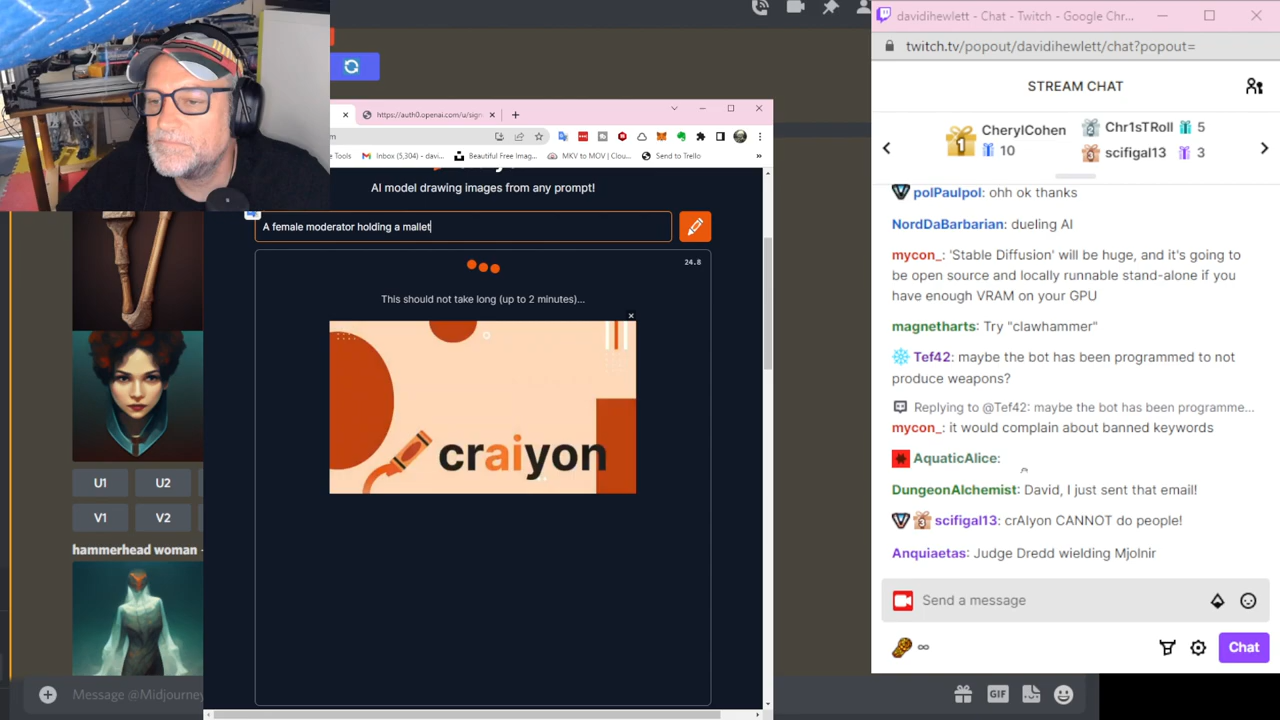 davidihewlett - Chat - Twitch - Google Chr...
twitch.tv/popout/davidihewlett/chat?popout=
STREAM CHAT
CherylCohen
10
Chr1sTRoll 5
scifigal13 3
polPaulpol: ohh ok thanks
NordDaBarbarian: dueling AI
mycon_: 'Stable Diffusion' will be huge, and it's going to
be open source and locally runnable stand-alone if you
have enough VRAM on your GPU
magnetharts: Try "clawhammer"
Tef42: maybe the bot has been programmed to not
produce weapons?
Replying to @Tef42: maybe the bot has been programme...
mycon_: it would complain about banned keywords
AquaticAlice:
DungeonAlchemist: David, I just sent that email!
scifigal13: crAIyon CANNOT do people!
Anquiaetas: Judge Dredd wielding Mjolnir
Send a message
∞
Chat
https://auth0.openai.com/u/sign
Tools
Inbox (5,304) - davi...
Beautiful Free Imag...
MKV to MOV | Clou...
Send to Trello
»
AI model drawing images from any prompt!
A female moderator holding a mallet
24.8
This should not take long (up to 2 minutes)...
craiyon
U1 U2
V1 V2
hammerhead woman -
Message @Midjourney
GIF